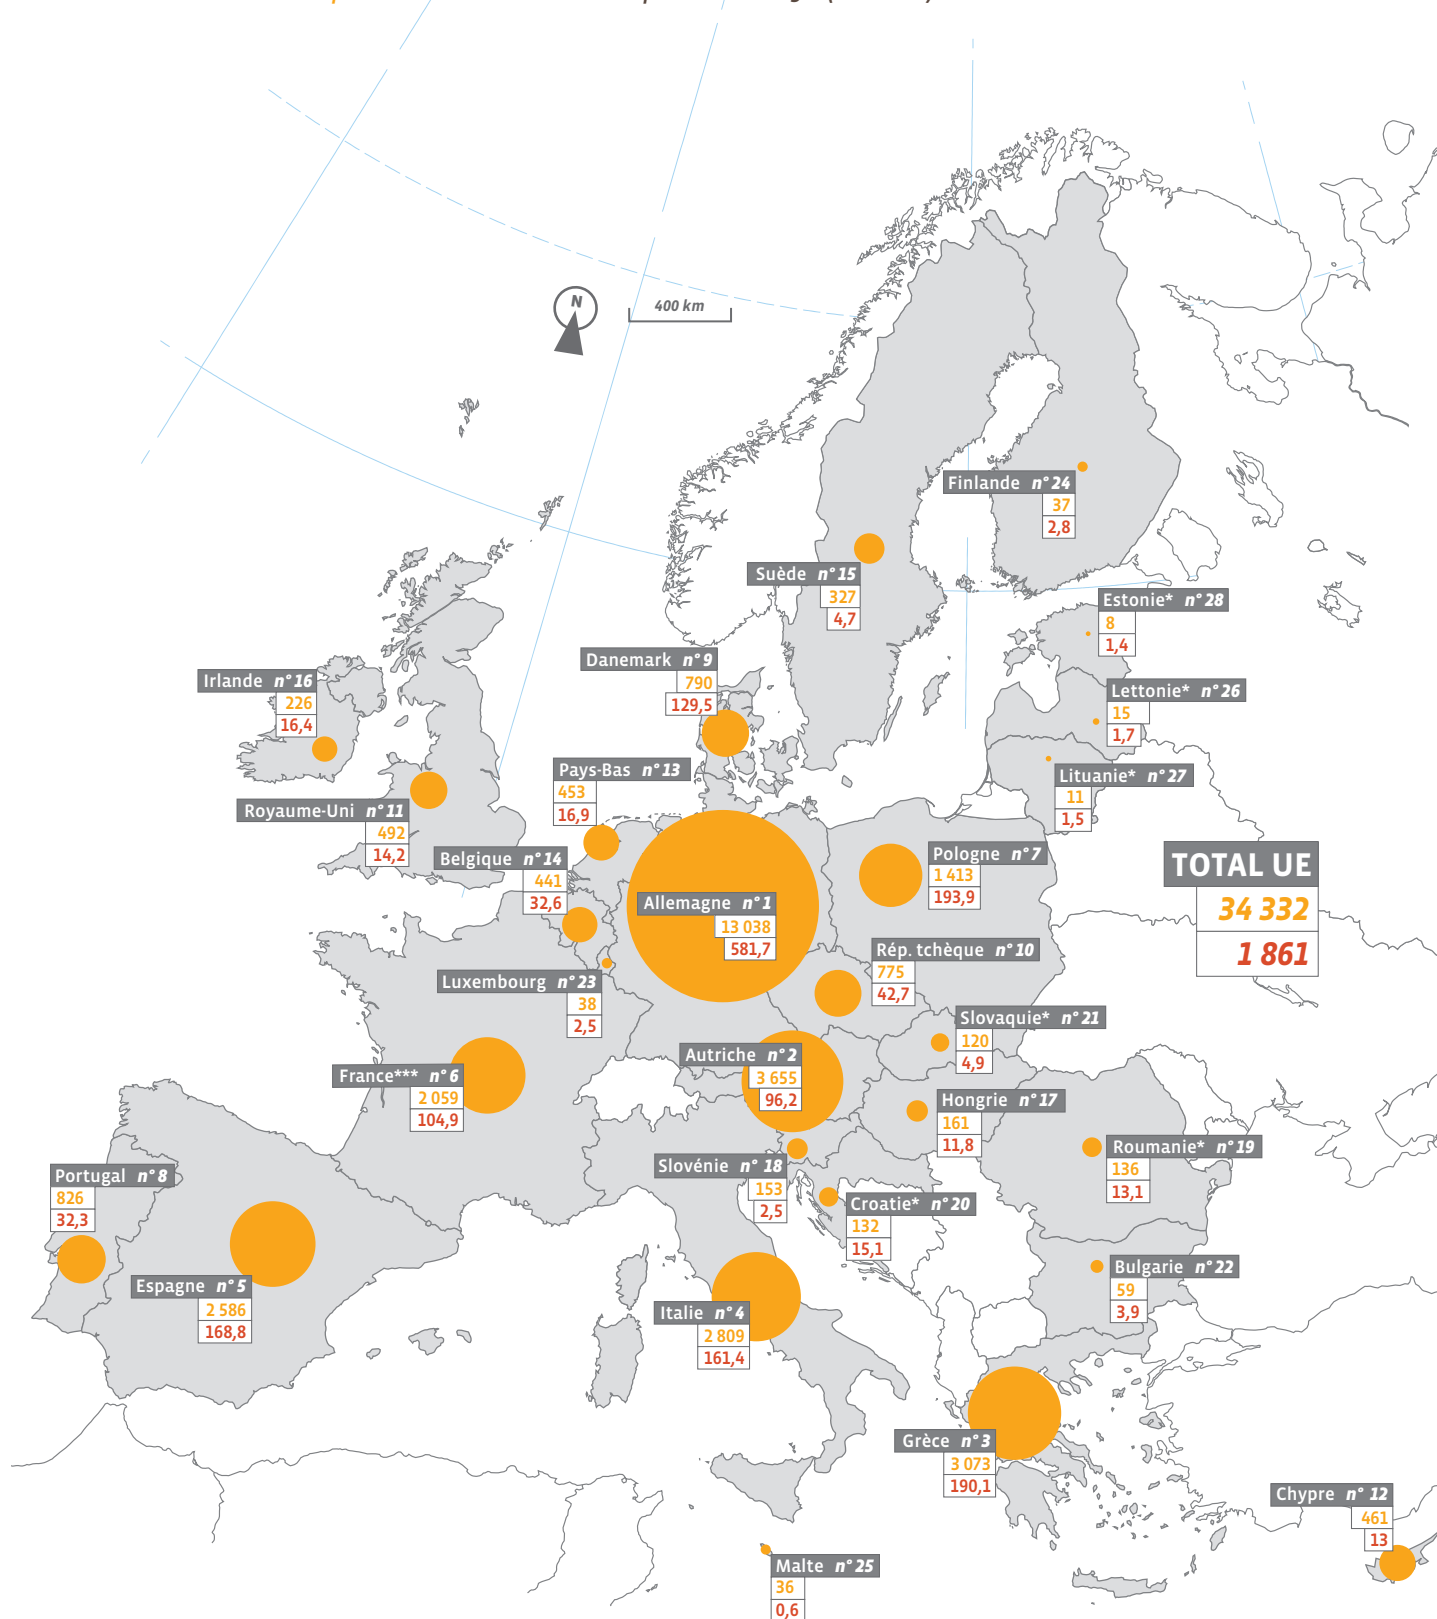 N
400 km
Finlande n° 24
37
2,8
Suède n° 15
327
4,7
Estonie* n° 28
8
1,4
Danemark n° 9
790
129,5
Irlande n° 16
226
16,4
Lettonie* n° 26
15
1,7
Pays-Bas n° 13
453
16,9
Lituanie* n° 27
11
1,5
Royaume-Uni n° 11
492
14,2
Belgique n° 14
441
32,6
Pologne n° 7
1 413
193,9
TOTAL UE
34 332
1 861
Allemagne n° 1
13 038
581,7
Rép. tchèque n° 10
775
42,7
Luxembourg n° 23
38
2,5
Slovaquie* n° 21
120
4,9
Autriche n° 2
3 655
96,2
France*** n° 6
2 059
104,9
Hongrie n° 17
161
11,8
Roumanie* n° 19
136
13,1
Slovénie n° 18
153
2,5
Portugal n° 8
826
32,3
Croatie* n° 20
132
15,1
Bulgarie n° 22
59
3,9
Espagne n° 5
2 586
168,8
Italie n° 4
2 809
161,4
Grèce n° 3
3 073
190,1
Chypre n° 12
461
13
Malte n° 25
36
0,6